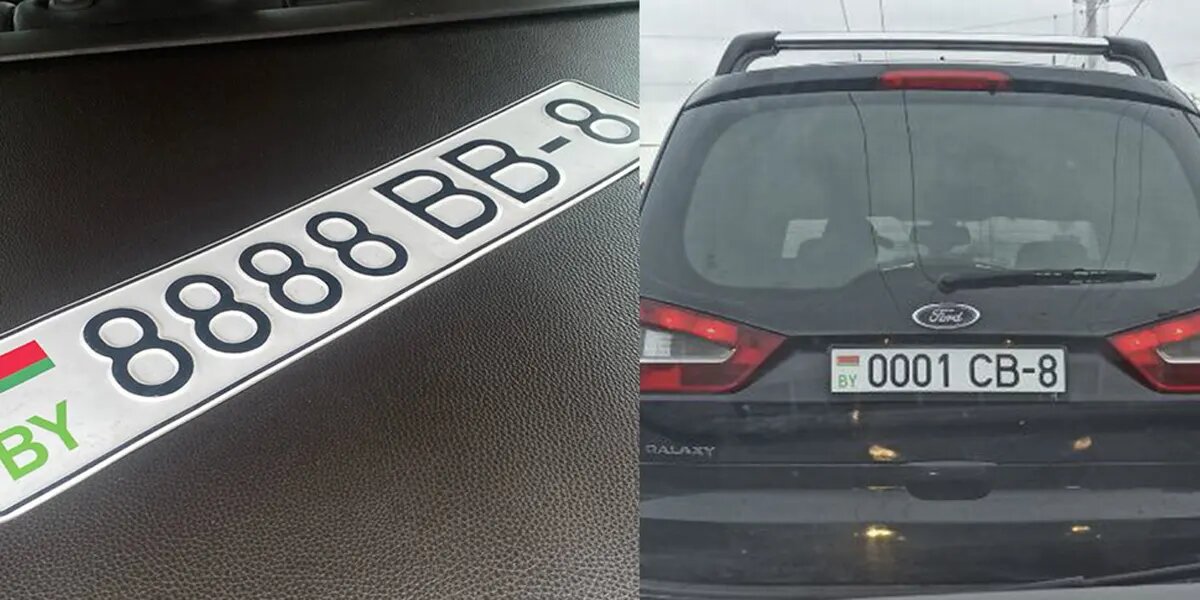 BY 8888 BB-8
Ford
BY 0001 CB-8
GALAXY